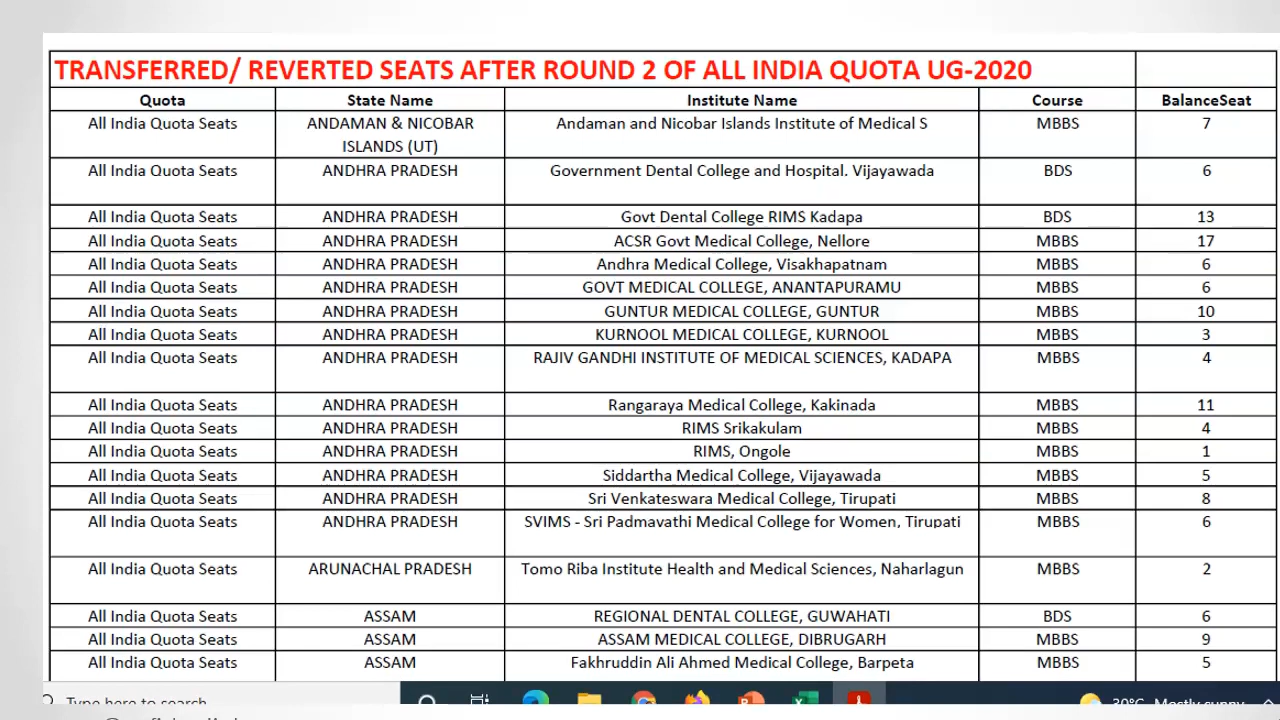 TRANSFERRED/ REVERTED SEATS AFTER ROUND 2 OF ALL INDIA QUOTA UG-2020
Quota State Name Institute Name Course BalanceSeat
All India Quota Seats ANDAMAN & NICOBAR ISLANDS (UT) Andaman and Nicobar Islands Institute of Medical S MBBS 7
All India Quota Seats ANDHRA PRADESH Government Dental College and Hospital. Vijayawada BDS 6
All India Quota Seats ANDHRA PRADESH Govt Dental College RIMS Kadapa BDS 13
All India Quota Seats ANDHRA PRADESH ACSR Govt Medical College, Nellore MBBS 17
All India Quota Seats ANDHRA PRADESH Andhra Medical College, Visakhapatnam MBBS 6
All India Quota Seats ANDHRA PRADESH GOVT MEDICAL COLLEGE, ANANTAPURAMU MBBS 6
All India Quota Seats ANDHRA PRADESH GUNTUR MEDICAL COLLEGE, GUNTUR MBBS 10
All India Quota Seats ANDHRA PRADESH KURNOOL MEDICAL COLLEGE, KURNOOL MBBS 3
All India Quota Seats ANDHRA PRADESH RAJIV GANDHI INSTITUTE OF MEDICAL SCIENCES, KADAPA MBBS 4
All India Quota Seats ANDHRA PRADESH Rangaraya Medical College, Kakinada MBBS 11
All India Quota Seats ANDHRA PRADESH RIMS Srikakulam MBBS 4
All India Quota Seats ANDHRA PRADESH RIMS, Ongole MBBS 1
All India Quota Seats ANDHRA PRADESH Siddartha Medical College, Vijayawada MBBS 5
All India Quota Seats ANDHRA PRADESH Sri Venkateswara Medical College, Tirupati MBBS 8
All India Quota Seats ANDHRA PRADESH SVIMS - Sri Padmavathi Medical College for Women, Tirupati MBBS 6
All India Quota Seats ARUNACHAL PRADESH Tomo Riba Institute Health and Medical Sciences, Naharlagun MBBS 2
All India Quota Seats ASSAM REGIONAL DENTAL COLLEGE, GUWAHATI BDS 6
All India Quota Seats ASSAM ASSAM MEDICAL COLLEGE, DIBRUGARH MBBS 9
All India Quota Seats ASSAM Fakhruddin Ali Ahmed Medical College, Barpeta MBBS 5
Type here to search 30°C Mostly sunny